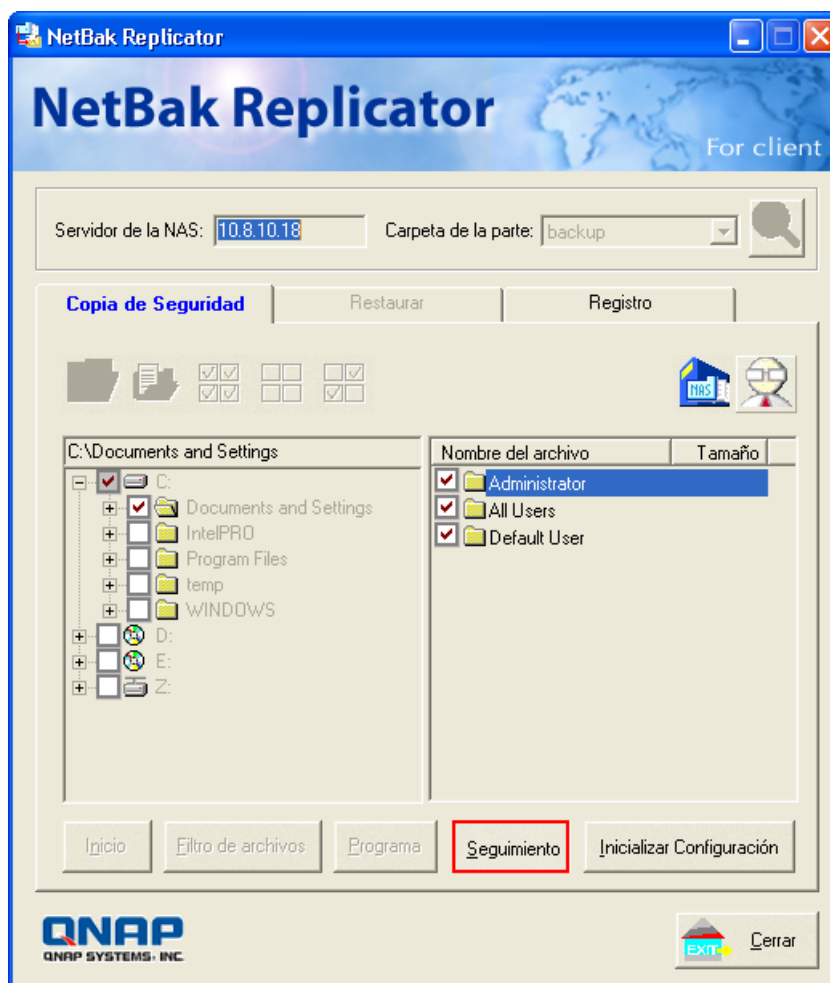 NetBak Replicator
NetBak Replicator
For client
Servidor de la NAS: 10.8.10.18 Carpeta de la parte: backup
Copia de Seguridad Restaurar Registro
NAS
C:\Documents and Settings
C:
Documents and Settings
IntelPRO
Program Files
temp
WINDOWS
D:
E:
Z:
Nombre del archivo Tamaño
Administrator
All Users
Default User
Inicio Filtro de archivos Programa Seguimiento Inicializar Configuración
QNAP
QNAP SYSTEMS, INC
EXIT Cerrar